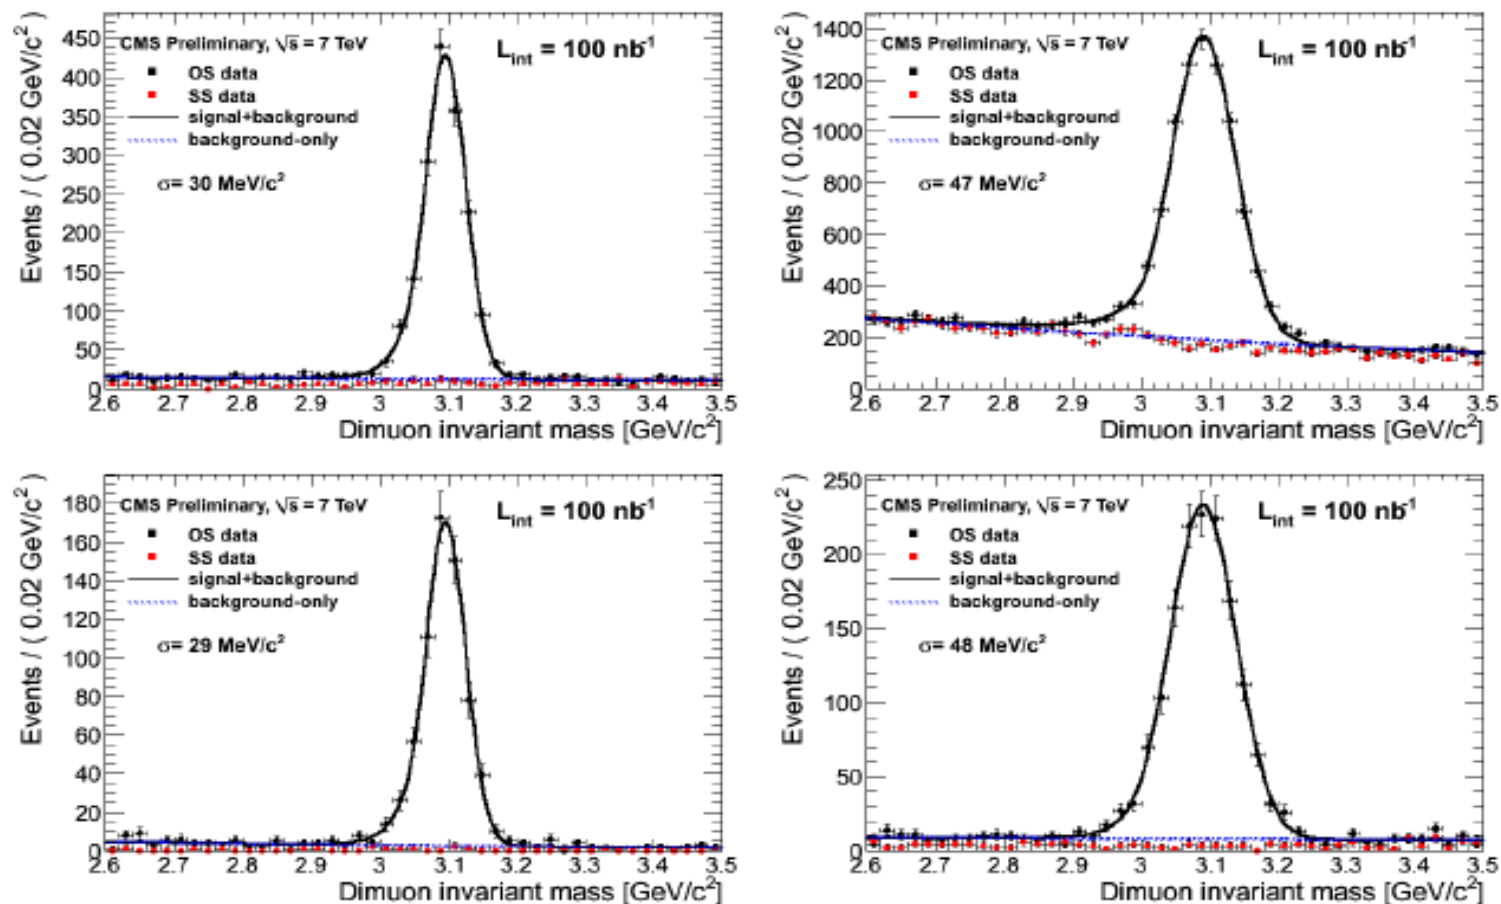 CMS Preliminary, √s = 7 TeV
L_int = 100 nb⁻¹
OS data
SS data
signal+background
background-only
σ= 30 MeV/c²
Events / ( 0.02 GeV/c² )
450
400
350
300
250
200
150
100
50
0
2.6 2.7 2.8 2.9 3 3.1 3.2 3.3 3.4 3.5
Dimuon invariant mass [GeV/c²]
CMS Preliminary, √s = 7 TeV
L_int = 100 nb⁻¹
OS data
SS data
signal+background
background-only
σ= 47 MeV/c²
Events / ( 0.02 GeV/c² )
1400
1200
1000
800
600
400
200
0
2.6 2.7 2.8 2.9 3 3.1 3.2 3.3 3.4 3.5
Dimuon invariant mass [GeV/c²]
CMS Preliminary, √s = 7 TeV
L_int = 100 nb⁻¹
OS data
SS data
signal+background
background-only
σ= 29 MeV/c²
Events / ( 0.02 GeV/c² )
180
160
140
120
100
80
60
40
20
0
2.6 2.7 2.8 2.9 3 3.1 3.2 3.3 3.4 3.5
Dimuon invariant mass [GeV/c²]
CMS Preliminary, √s = 7 TeV
L_int = 100 nb⁻¹
OS data
SS data
signal+background
background-only
σ= 48 MeV/c²
Events / ( 0.02 GeV/c² )
250
200
150
100
50
0
2.6 2.7 2.8 2.9 3 3.1 3.2 3.3 3.4 3.5
Dimuon invariant mass [GeV/c²]